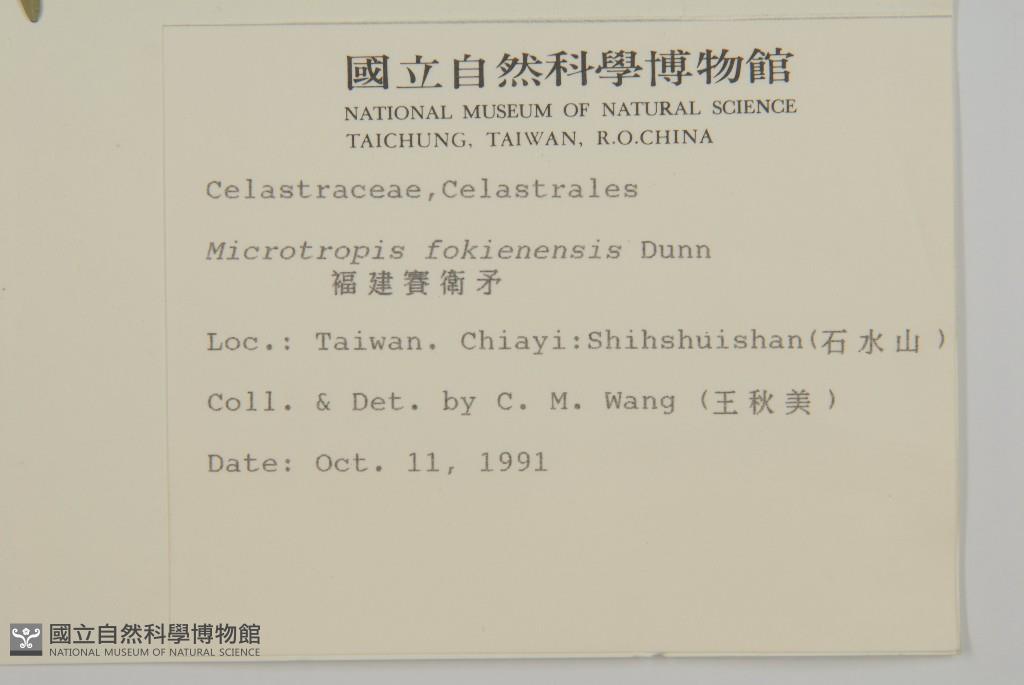 國立自然科學博物館
NATIONAL MUSEUM OF NATURAL SCIENCE
TAICHUNG, TAIWAN, R.O.CHINA
Celastraceae,Celastrales
Microtropis fokienensis Dunn
福建賽衛矛
Loc.: Taiwan. Chiayi:Shihshuishan(石水山)
Coll. & Det. by C. M. Wang (王秋美)
Date: Oct. 11, 1991
國立自然科學博物館
NATIONAL MUSEUM OF NATURAL SCIENCE